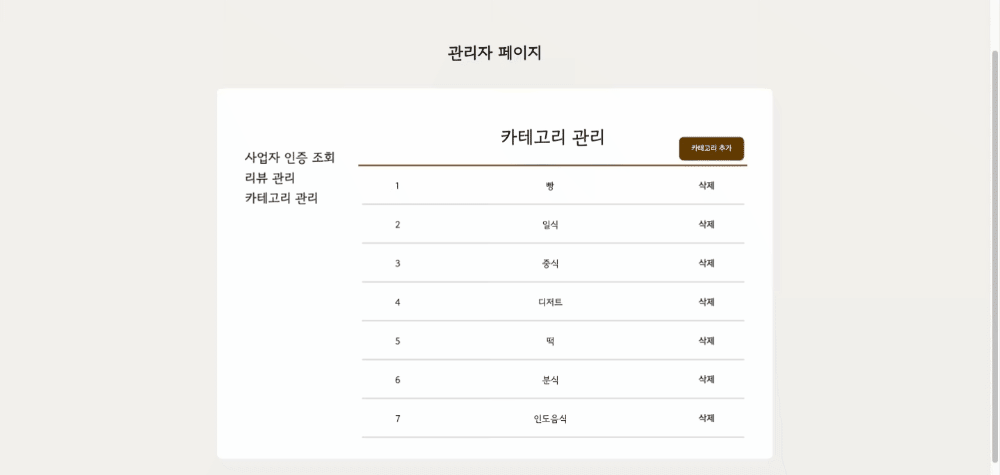 관리자 페이지
사업자 인증 조회
리뷰 관리
카테고리 관리
카테고리 관리
카테고리 추가
1 빵 삭제
2 일식 삭제
3 중식 삭제
4 디저트 삭제
5 떡 삭제
6 분식 삭제
7 인도음식 삭제